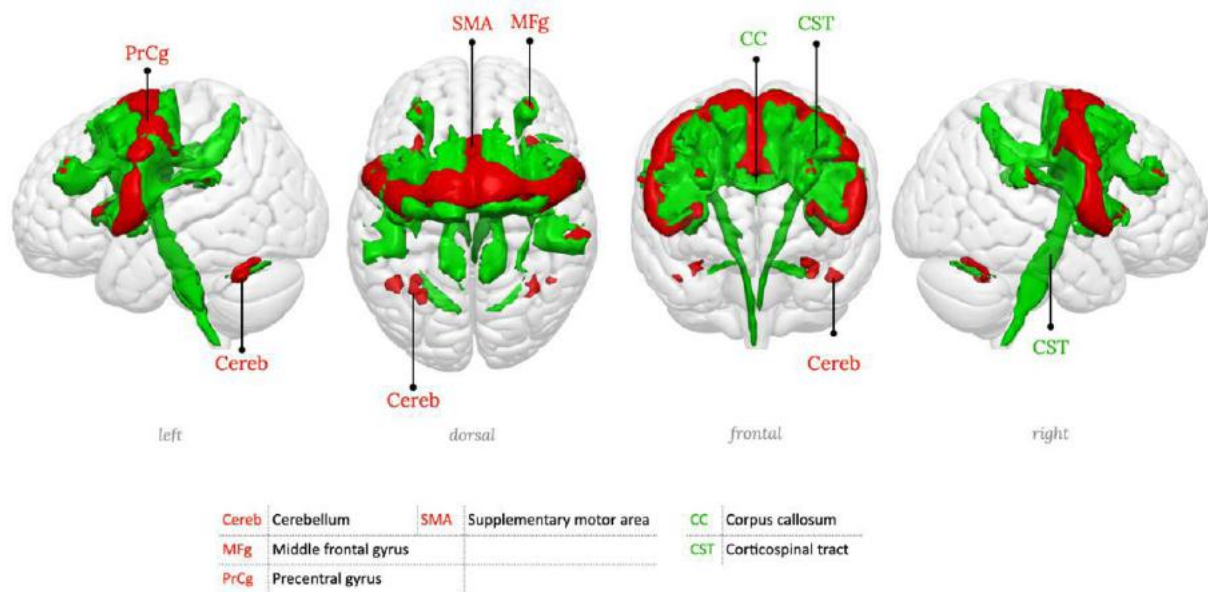 PrCg
SMA
MFg
CC
CST
Cereb
Cereb
Cereb
CST
left
dorsal
frontal
right
Cereb Cerebellum SMA Supplementary motor area CC Corpus callosum
MFg Middle frontal gyrus CST Corticospinal tract
PrCg Precentral gyrus